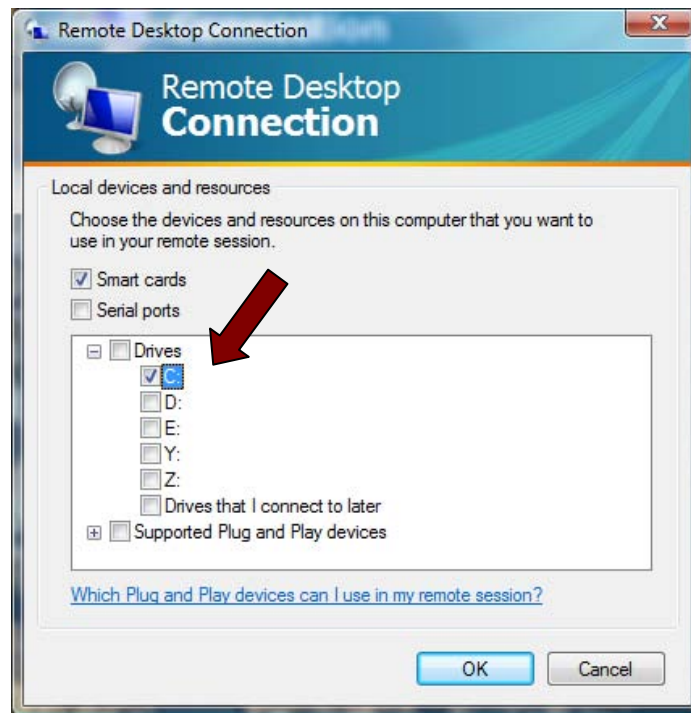 Remote Desktop Connection
Remote Desktop
Connection
Local devices and resources
Choose the devices and resources on this computer that you want to
use in your remote session.
Smart cards
Serial ports
Drives
C:
D:
E:
Y:
Z:
Drives that I connect to later
Supported Plug and Play devices
Which Plug and Play devices can I use in my remote session?
OK
Cancel